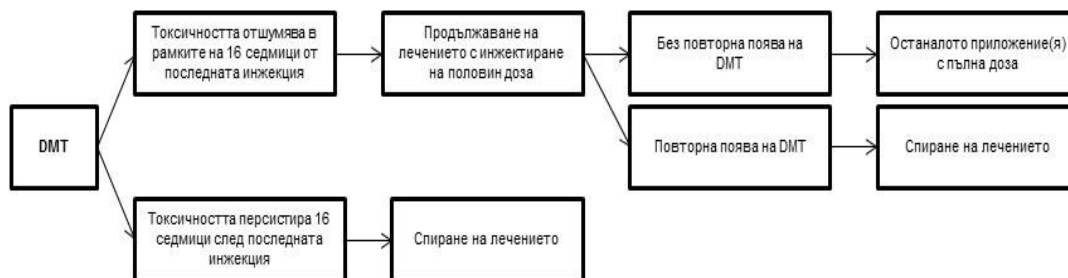 DMT
Токсичността отшумява в
рамките на 16 седмици от
последната инжекция
Продължаване на
лечението с инжектиране
на половин доза
Без повторна поява на
DMT
Останалото приложение(я)
с пълна доза
Повторна поява на DMT
Спиране на лечението
Токсичността персистира 16
седмици след последната
инжекция
Спиране на лечението